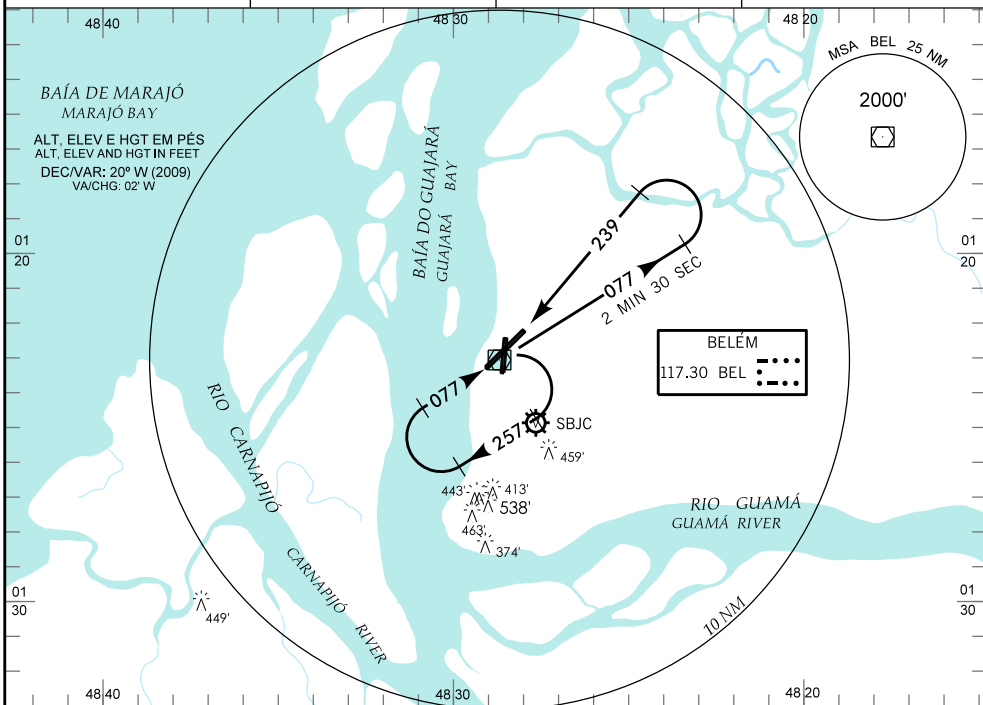 48 40
48 30
48 20
MSA BEL 25 NM
2000'
BAÍA DE MARAJÓ
MARAJÓ BAY
ALT, ELEV E HGT EM PÉS
ALT, ELEV AND HGT IN FEET
DEC/VAR: 20º W (2009)
VA/CHG: 02' W
BAÍA DO GUAJARÁ
GUAJARÁ BAY
01
20
01
20
239
077
2 MIN 30 SEC
BELÉM
117.30 BEL
077
257
SBJC
459'
443'
413'
538'
463'
374'
RIO CARNAPIJÓ
CARNAPIJÓ RIVER
RIO GUAMÁ
GUAMÁ RIVER
449'
10 NM
01
30
01
30
48 40
48 30
48 20